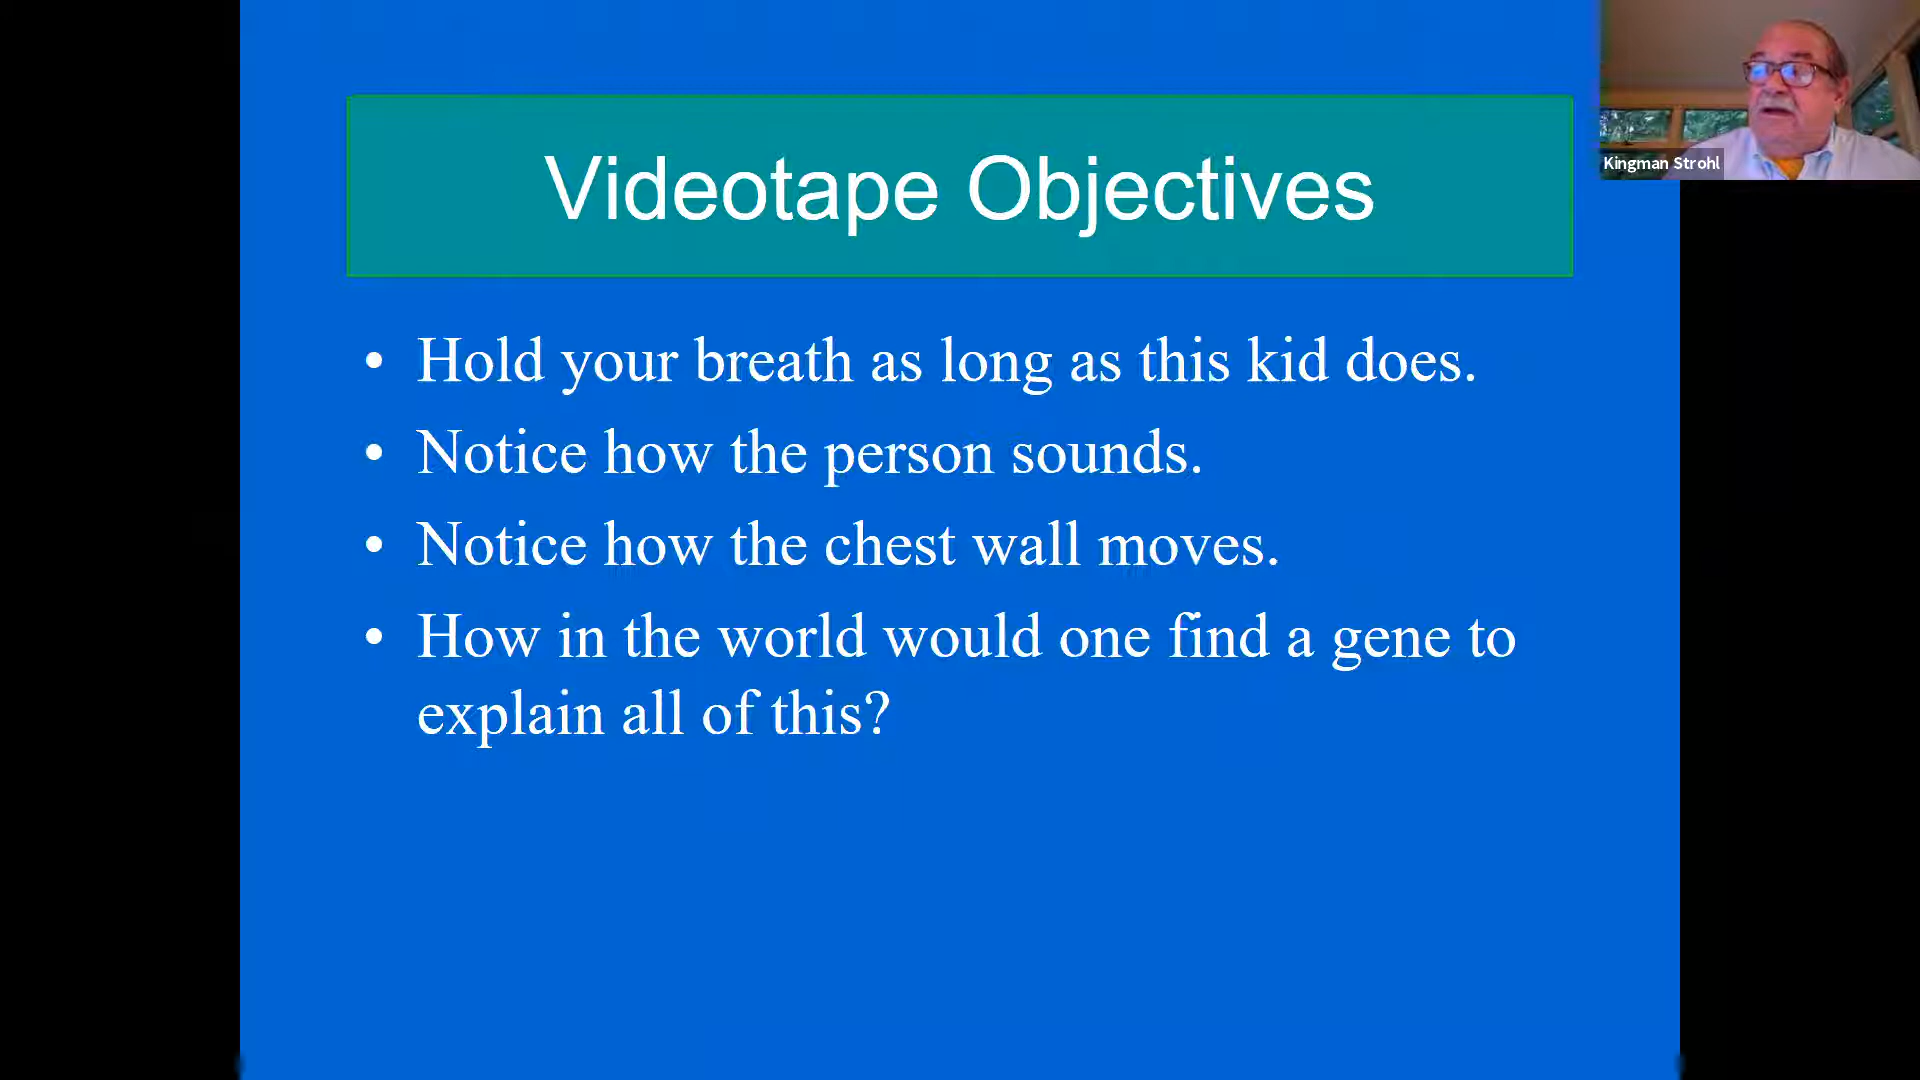 Videotape Objectives
Kingman Strohl
• Hold your breath as long as this kid does.
• Notice how the person sounds.
• Notice how the chest wall moves.
• How in the world would one find a gene to
explain all of this?